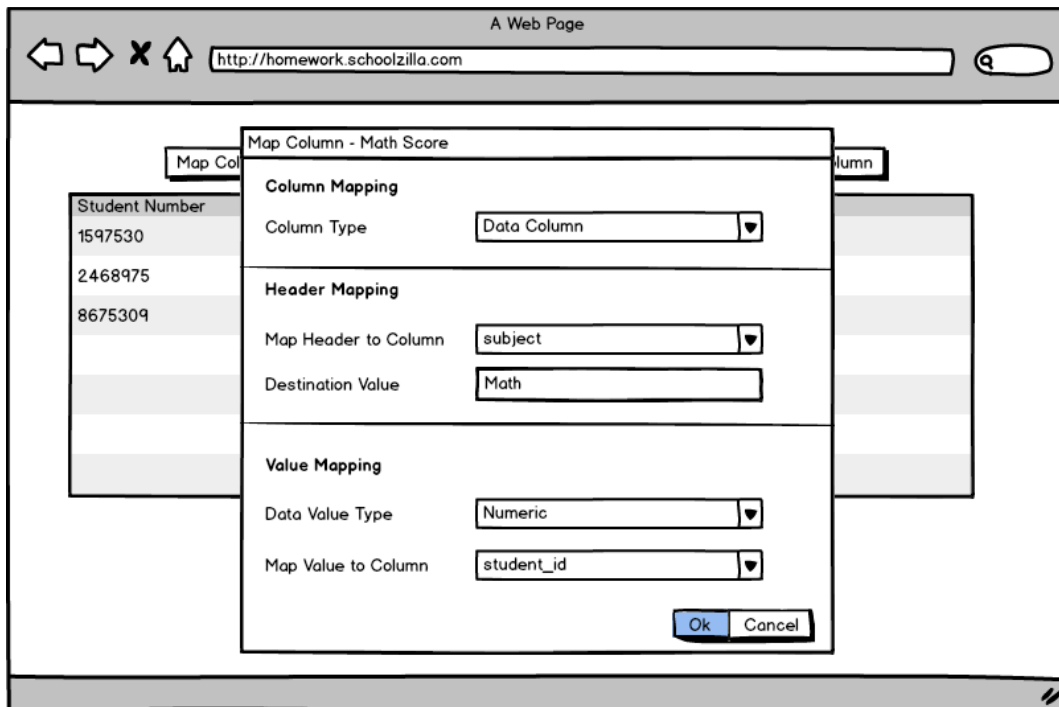 A Web Page
http://homework.schoolzilla.com
Map Col
lumn
Student Number
1597530
2468975
8675309
Map Column - Math Score
Column Mapping
Column Type Data Column
Header Mapping
Map Header to Column subject
Destination Value Math
Value Mapping
Data Value Type Numeric
Map Value to Column student_id
Ok Cancel